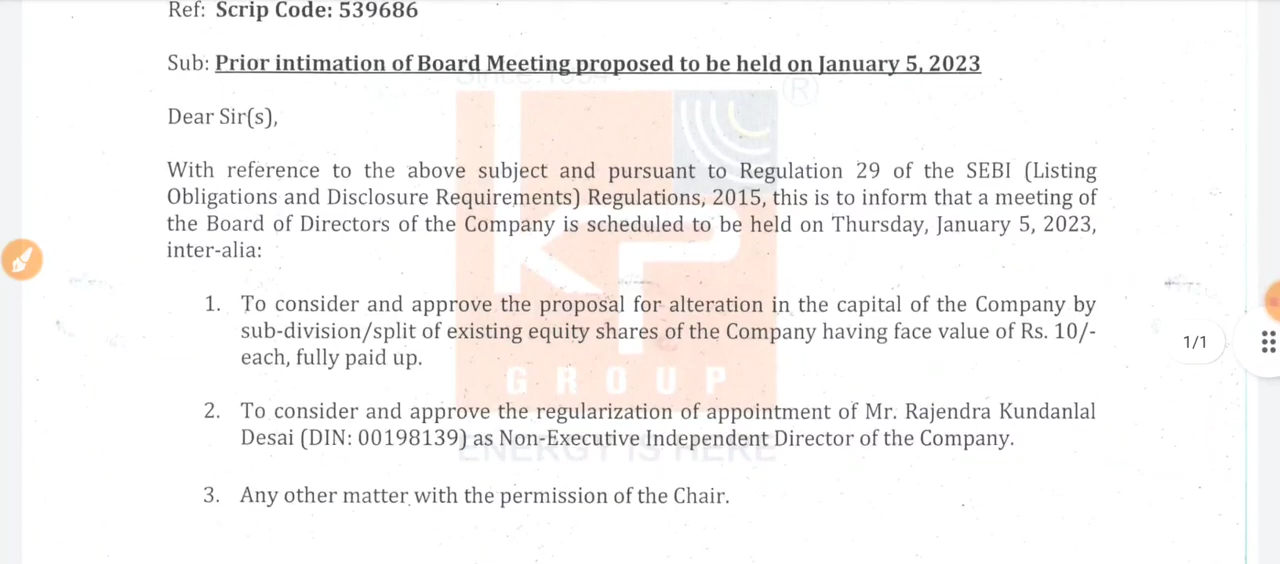 Ref: Scrip Code: 539686
Sub: Prior intimation of Board Meeting proposed to be held on January 5, 2023
®
Dear Sir(s),
With reference to the above subject and pursuant to Regulation 29 of the SEBI (Listing
Obligations and Disclosure Requirements) Regulations, 2015, this is to inform that a meeting of
the Board of Directors of the Company is scheduled to be held on Thursday, January 5, 2023,
inter-alia:
KP
1. To consider and approve the proposal for alteration in the capital of the Company by
sub-division/split of existing equity shares of the Company having face value of Rs. 10/-
each, fully paid up.
1/1
GROUP
2. To consider and approve the regularization of appointment of Mr. Rajendra Kundanlal
Desai (DIN: 00198139) as Non-Executive Independent Director of the Company.
ENERGY IS HERE
3. Any other matter with the permission of the Chair.